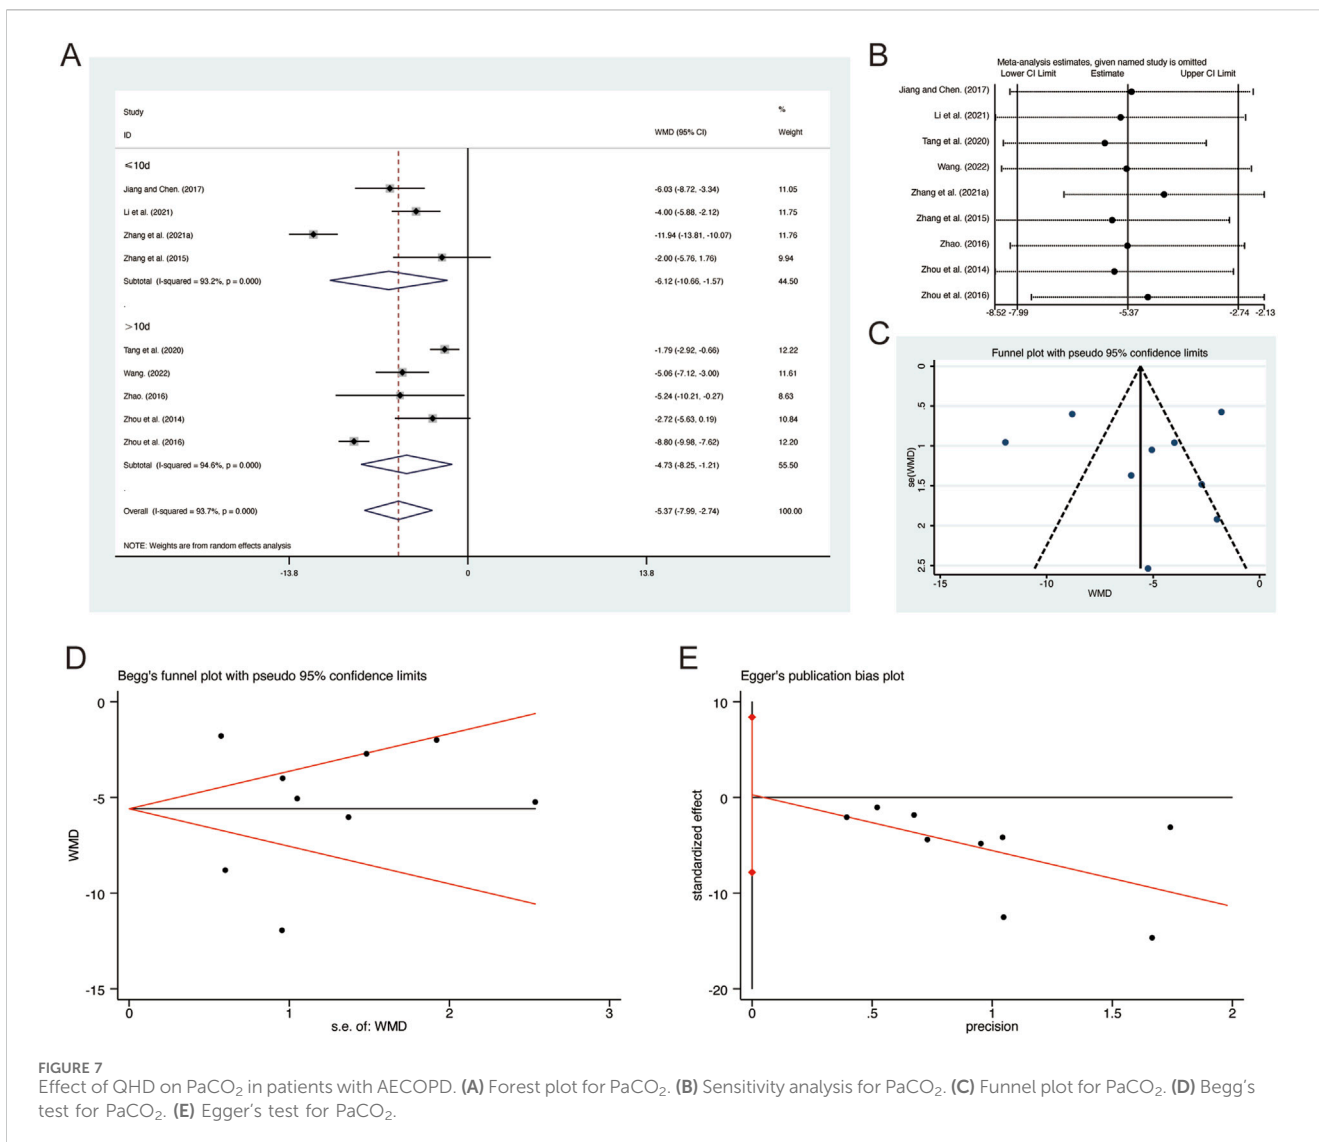 A
Study
%
ID
WMD (95% CI)
Weight
≤10d
Jiang and Chen. (2017) -6.03 (-8.72, -3.34) 11.05
Li et al. (2021) -4.00 (-5.88, -2.12) 11.75
Zhang et al. (2021a) -11.94 (-13.81, -10.07) 11.76
Zhang et al. (2015) -2.00 (-5.76, 1.76) 9.94
Subtotal (I-squared = 93.2%, p = 0.000) -6.12 (-10.66, -1.57) 44.50
.
>10d
Tang et al. (2020) -1.79 (-2.92, -0.66) 12.22
Wang. (2022) -5.06 (-7.12, -3.00) 11.61
Zhao. (2016) -5.24 (-10.21, -0.27) 8.63
Zhou et al. (2014) -2.72 (-5.63, 0.19) 10.84
Zhou et al. (2016) -8.80 (-9.98, -7.62) 12.20
Subtotal (I-squared = 94.6%, p = 0.000) -4.73 (-8.25, -1.21) 55.50
.
Overall (I-squared = 93.7%, p = 0.000) -5.37 (-7.99, -2.74) 100.00
NOTE: Weights are from random effects analysis
-13.8 0 13.8
B
Meta-analysis estimates, given named study is omitted
Lower CI Limit Estimate Upper CI Limit
Jiang and Chen. (2017)
Li et al. (2021)
Tang et al. (2020)
Wang. (2022)
Zhang et al. (2021a)
Zhang et al. (2015)
Zhao. (2016)
Zhou et al. (2014)
Zhou et al. (2016)
-8.52 -7.99 -5.37 -2.74 -2.13
C
Funnel plot with pseudo 95% confidence limits
0
.5
1
1.5
2
2.5
se(WMD)
-15 -10 -5 0
WMD
D
Begg's funnel plot with pseudo 95% confidence limits
0
-5
-10
-15
WMD
0 1 2 3
s.e. of: WMD
E
Egger's publication bias plot
10
0
-10
-20
standardized effect
0 .5 1 1.5 2
precision
FIGURE 7
Effect of QHD on PaCO₂ in patients with AECOPD. (A) Forest plot for PaCO₂. (B) Sensitivity analysis for PaCO₂. (C) Funnel plot for PaCO₂. (D) Begg's
test for PaCO₂. (E) Egger's test for PaCO₂.